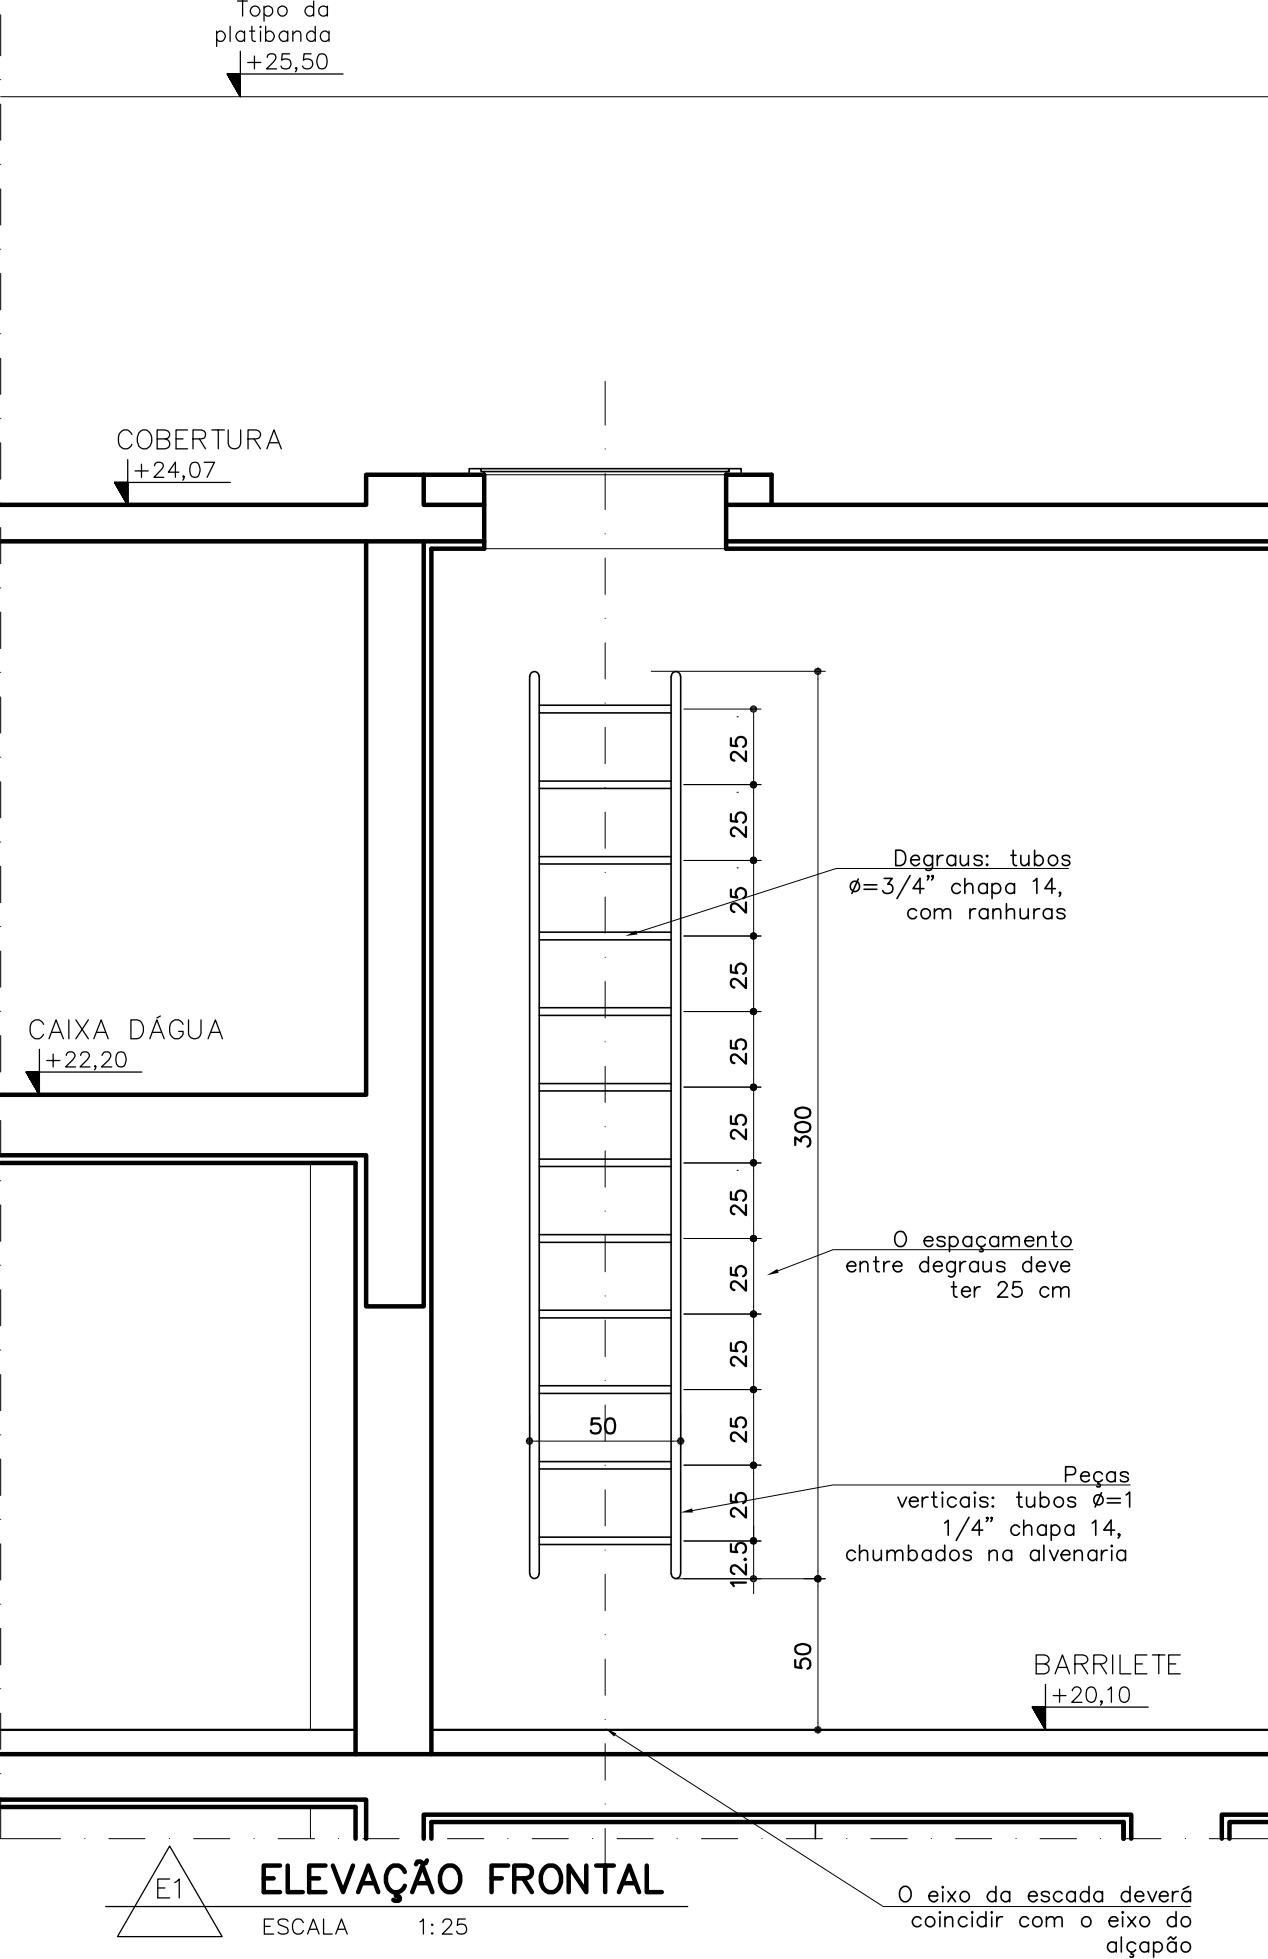 Topo da
platibanda
+25,50
COBERTURA
+24,07
25
25
Degraus: tubos
ø=3/4" chapa 14,
com ranhuras
25
25
CAIXA DÁGUA
+22,20
25
25
300
25
O espaçamento
entre degraus deve
ter 25 cm
25
25
50
25
Peças
verticais: tubos ø=1
1/4" chapa 14,
chumbados na alvenaria
25
12.5
50
BARRILETE
+20,10
E1
ELEVAÇÃO FRONTAL
ESCALA 1:25
O eixo da escada deverá
coincidir com o eixo do
alçapão